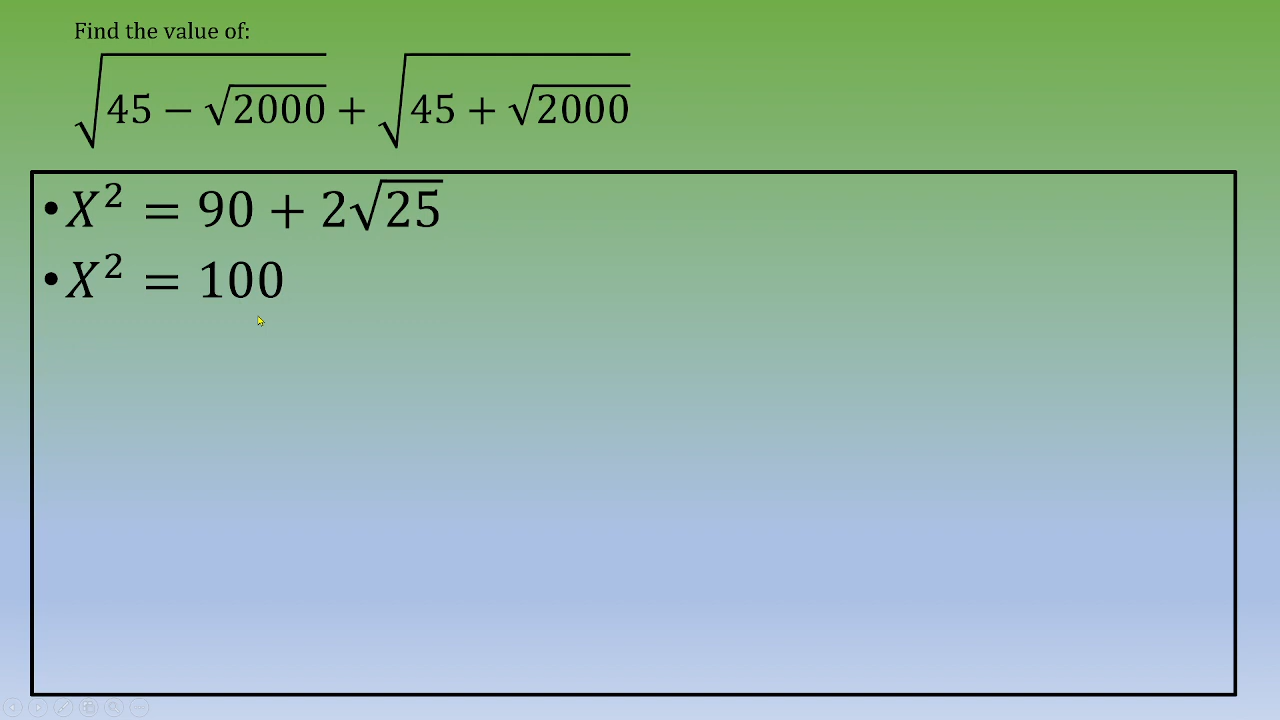 Find the value of:
√(45 − √2000) + √(45 + √2000)
• X² = 90 + 2√25
• X² = 100